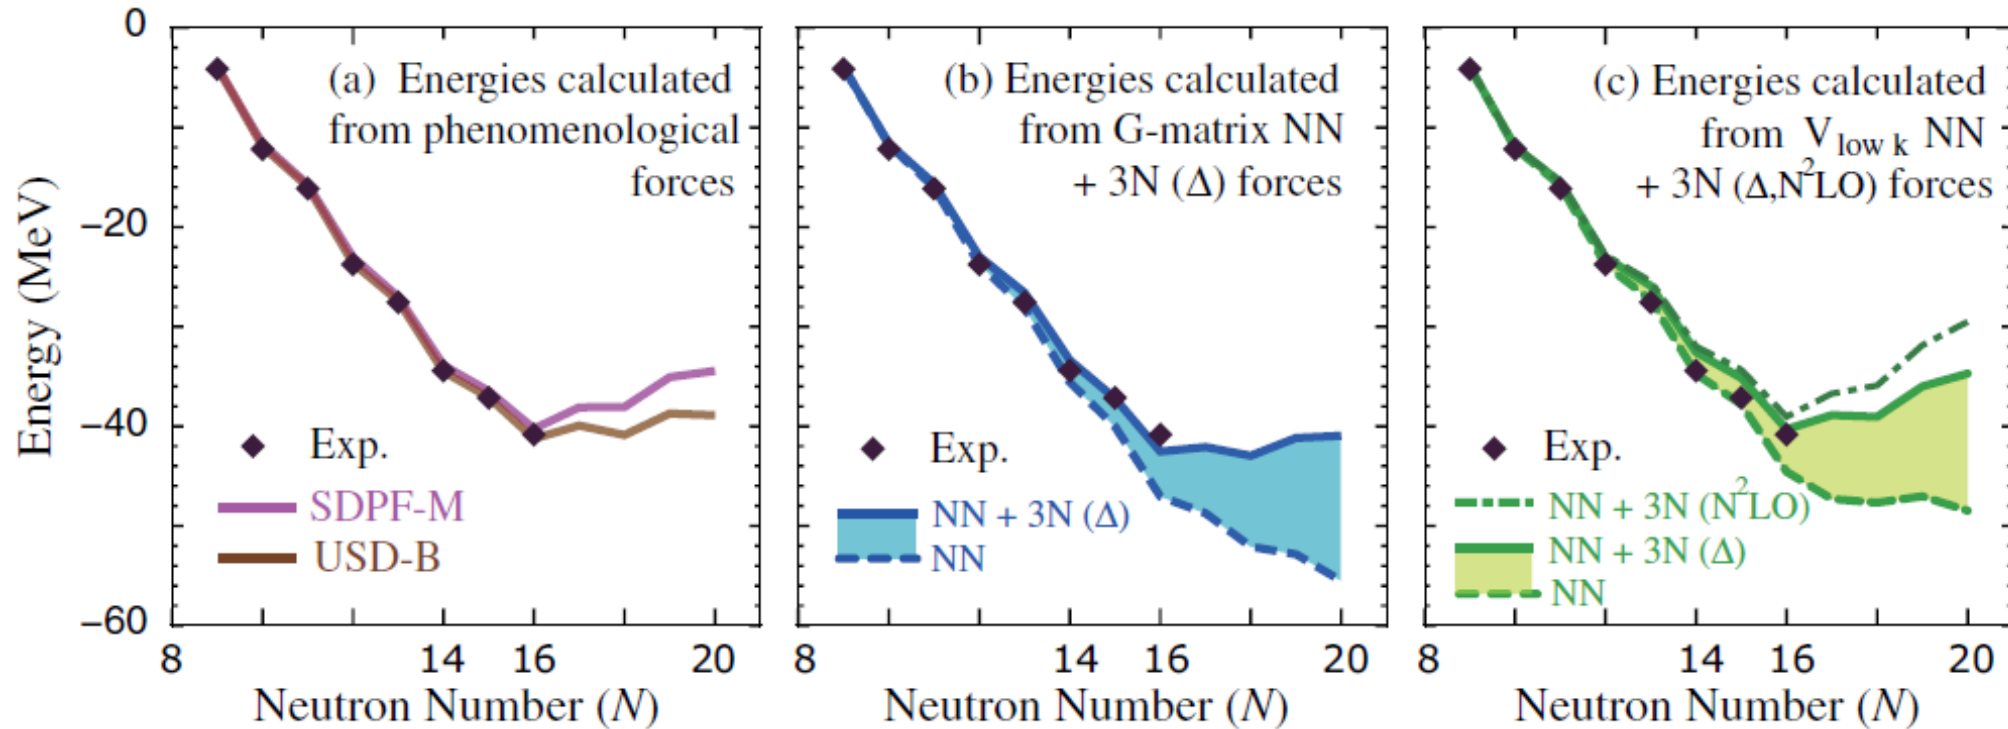 0
−20
−40
−60
Energy (MeV)
(a) Energies calculated
from phenomenological
forces
Exp.
SDPF-M
USD-B
8
14
16
20
Neutron Number (N)
(b) Energies calculated
from G-matrix NN
+ 3N (Δ) forces
Exp.
NN + 3N (Δ)
NN
8
14
16
20
Neutron Number (N)
(c) Energies calculated
from V low k NN
+ 3N (Δ,N²LO) forces
Exp.
NN + 3N (N²LO)
NN + 3N (Δ)
NN
8
14
16
20
Neutron Number (N)